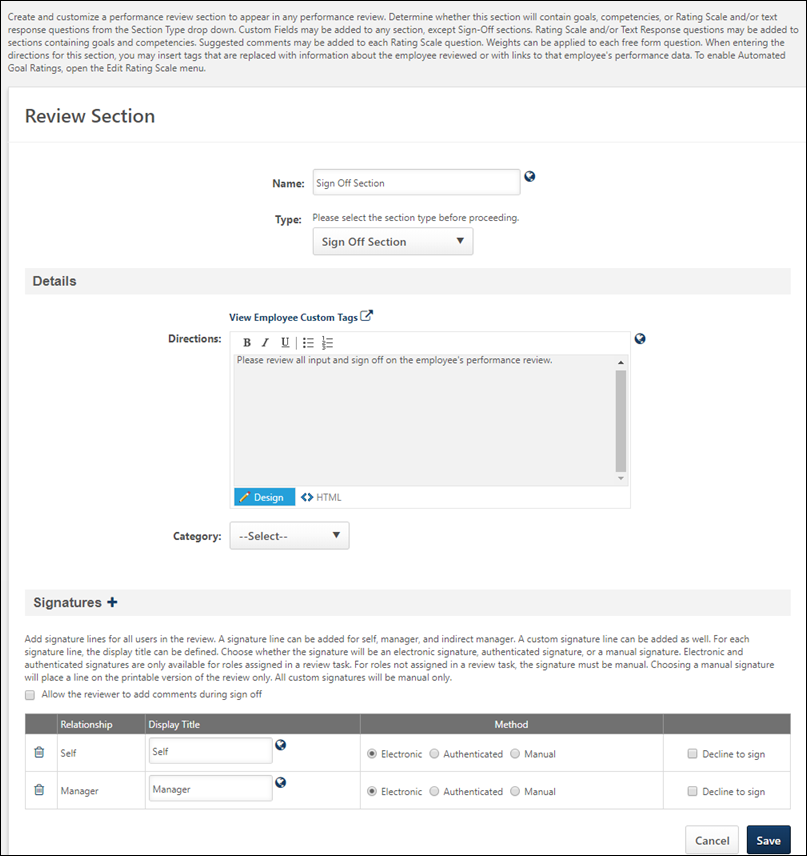 Create and customize a performance review section to appear in any performance review. Determine whether this section will contain goals, competencies, or Rating Scale and/or text
response questions from the Section Type drop down. Custom Fields may be added to any section, except Sign-Off sections. Rating Scale and/or Text Response questions may be added to
sections containing goals and competencies. Suggested comments may be added to each Rating Scale question. Weights can be applied to each free form question. When entering the
directions for this section, you may insert tags that are replaced with information about the employee reviewed or with links to that employee's performance data. To enable Automated
Goal Ratings, open the Edit Rating Scale menu.
Review Section
Name: Sign Off Section
Type: Please select the section type before proceeding.
Sign Off Section
Details
View Employee Custom Tags
Directions:
B I U
Please review all input and sign off on the employee's performance review.
Design HTML
Category: --Select--
Signatures +
Add signature lines for all users in the review. A signature line can be added for self, manager, and indirect manager. A custom signature line can be added as well. For each
signature line, the display title can be defined. Choose whether the signature will be an electronic signature, authenticated signature, or a manual signature. Electronic and
authenticated signatures are only available for roles assigned in a review task. For roles not assigned in a review task, the signature must be manual. Choosing a manual signature
will place a line on the printable version of the review only. All custom signatures will be manual only.
Allow the reviewer to add comments during sign off
Relationship Display Title Method
Self Self Electronic Authenticated Manual Decline to sign
Manager Manager Electronic Authenticated Manual Decline to sign
Cancel Save